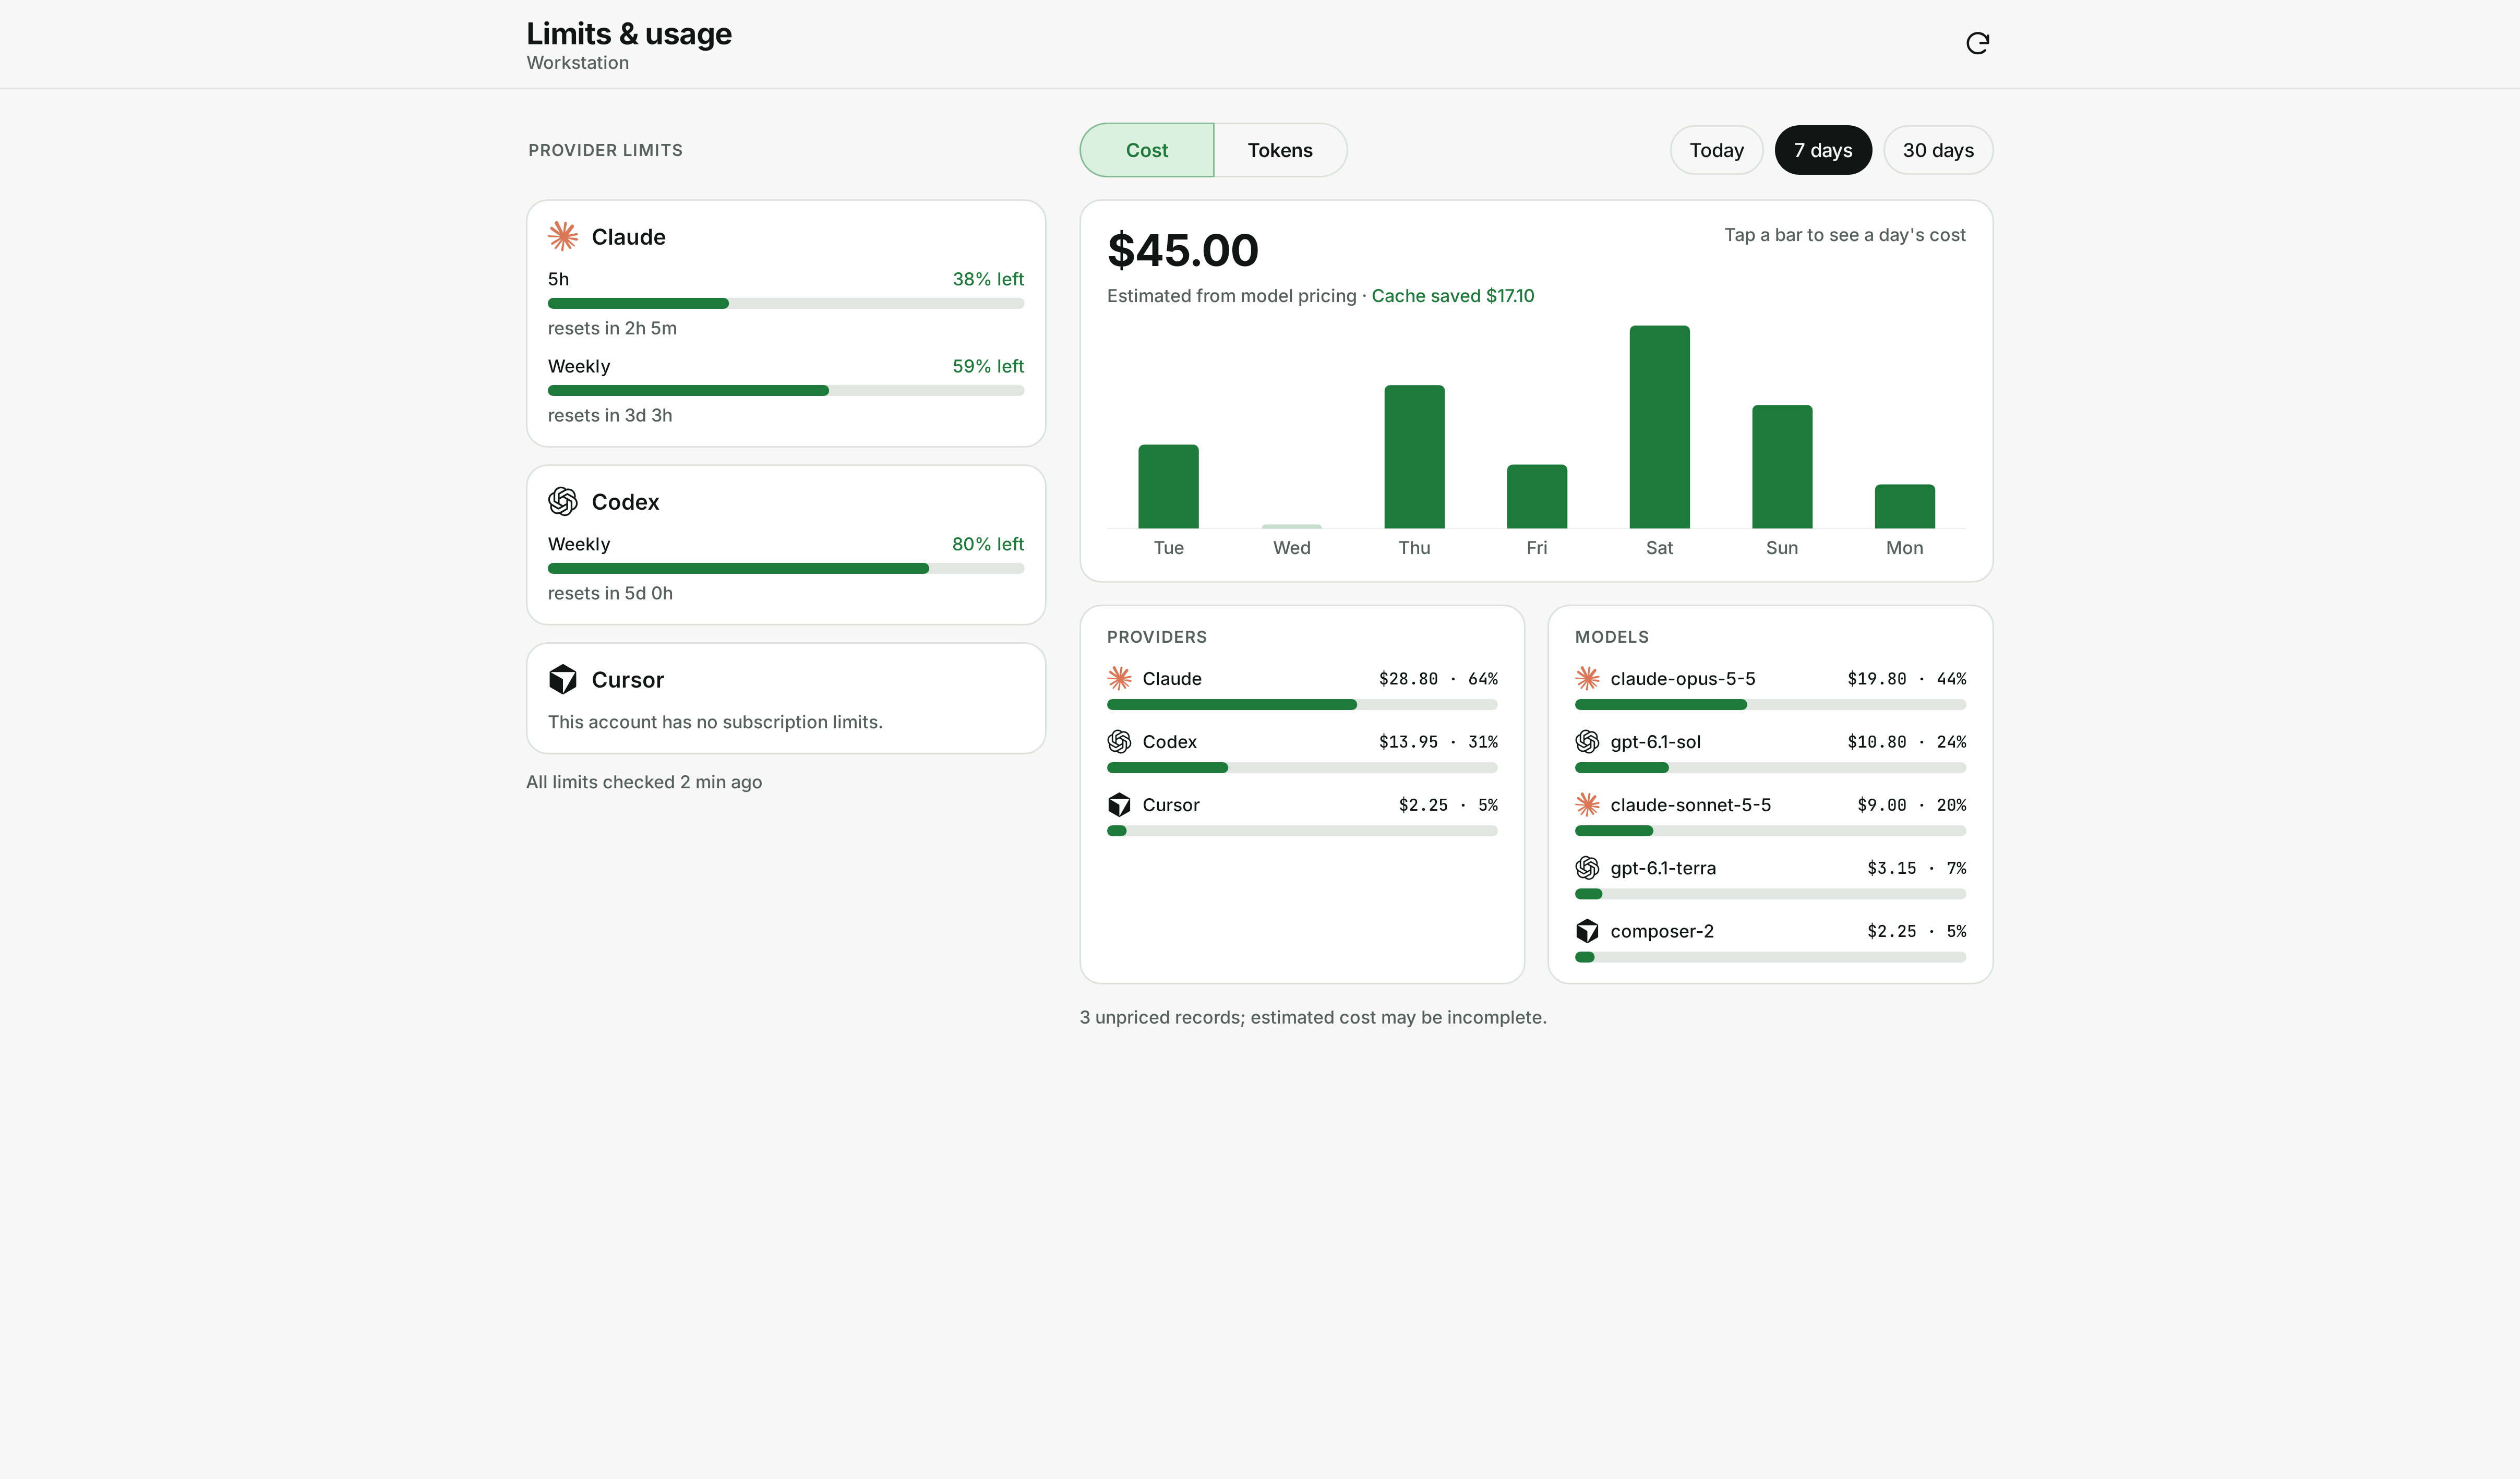 Limits & usage
Workstation
PROVIDER LIMITS
Claude
5h 38% left
resets in 2h 5m
Weekly 59% left
resets in 3d 3h
Codex
Weekly 80% left
resets in 5d 0h
Cursor
This account has no subscription limits.
All limits checked 2 min ago
Cost Tokens
Today 7 days 30 days
$45.00
Tap a bar to see a day's cost
Estimated from model pricing · Cache saved $17.10
Tue Wed Thu Fri Sat Sun Mon
PROVIDERS
Claude $28.80 · 64%
Codex $13.95 · 31%
Cursor $2.25 · 5%
MODELS
claude-opus-5-5 $19.80 · 44%
gpt-6.1-sol $10.80 · 24%
claude-sonnet-5-5 $9.00 · 20%
gpt-6.1-terra $3.15 · 7%
composer-2 $2.25 · 5%
3 unpriced records; estimated cost may be incomplete.